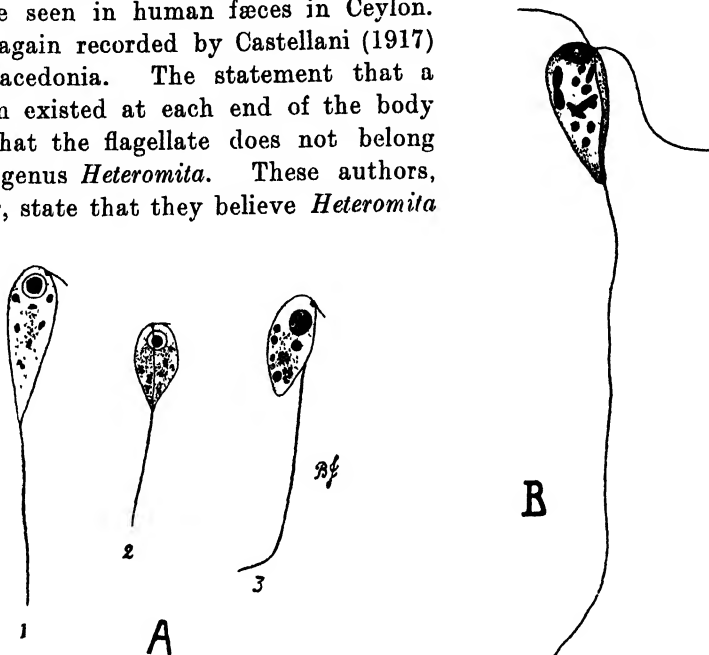 e seen in human fæces in Ceylon.
again recorded by Castellani (1917)
acedonia. The statement that a
n existed at each end of the body
hat the flagellate does not belong
genus Heteromita. These authors,
, state that they believe Heteromita
Bf
B
2
3
1
A